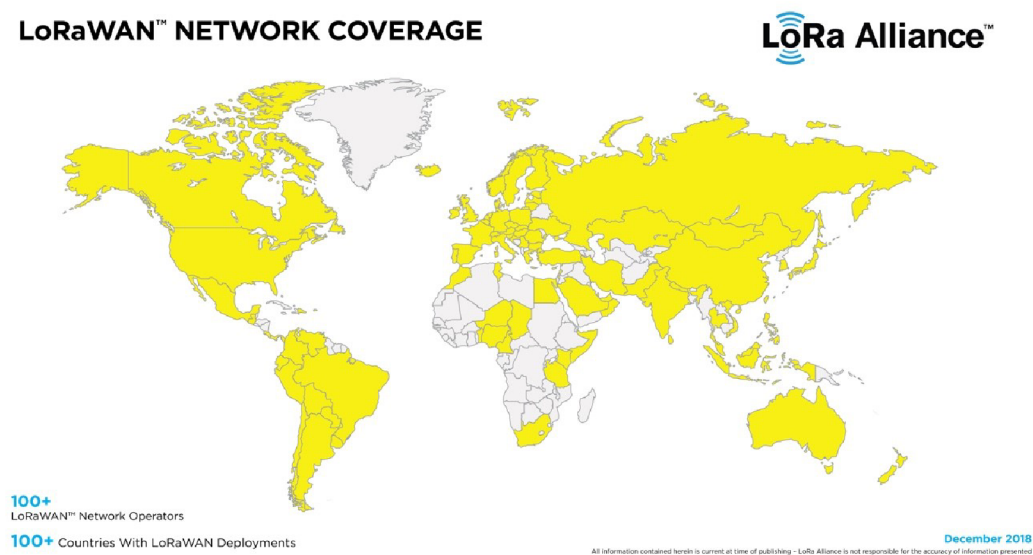 LoRaWAN™ NETWORK COVERAGE
LoRa Alliance™
100+
LoRaWAN™ Network Operators
100+ Countries With LoRaWAN Deployments
December 2018
All information contained herein is current at time of publishing – LoRa Alliance is not responsible for the accuracy of information presented